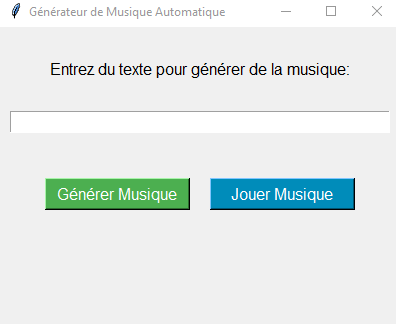 Générateur de Musique Automatique
Entrez du texte pour générer de la musique:
Générer Musique
Jouer Musique